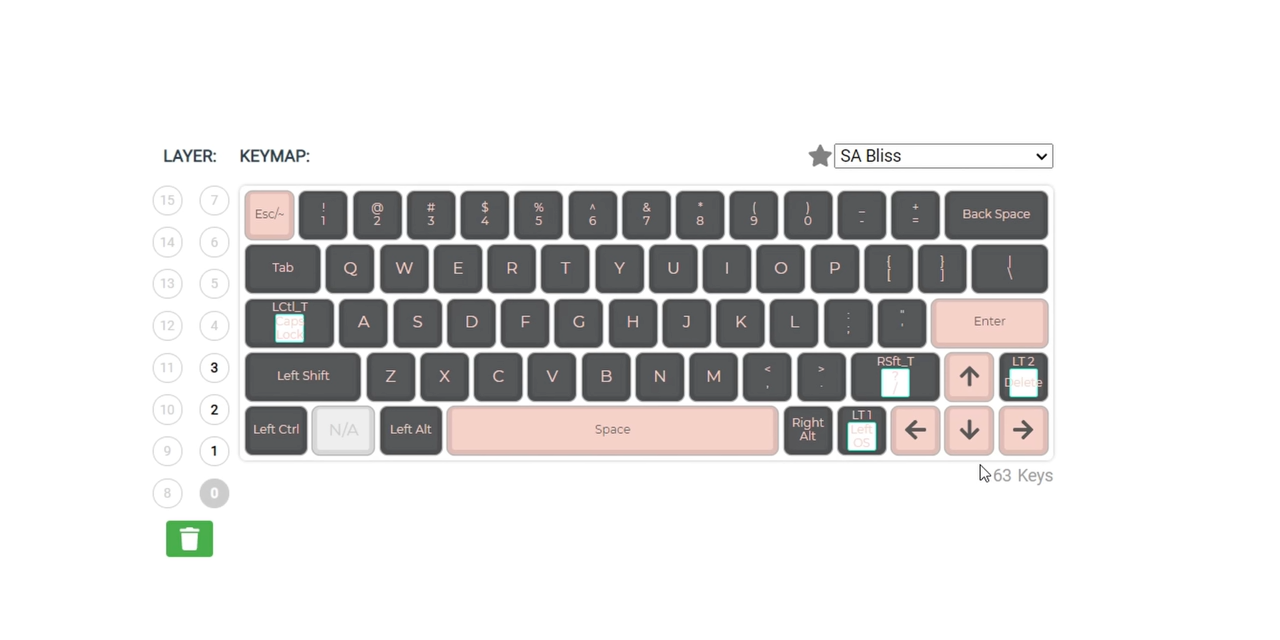 LAYER: KEYMAP: SA Bliss
15 7
14 6
13 5
12 4
11 3
10 2
9 1
8 0
Esc/~ ! 1 @ 2 # 3 $ 4 % 5 ^ 6 & 7 * 8 ( 9 ) 0 _ - + = Back Space
Tab Q W E R T Y U I O P { [ } ] | \
LCtl_T Caps Lock A S D F G H J K L : ; " ' Enter
Left Shift Z X C V B N M < , > . RSft_T ? / ↑ LT 2 Delete
Left Ctrl N/A Left Alt Space Right Alt LT 1 Left OS ← ↓ →
63 Keys